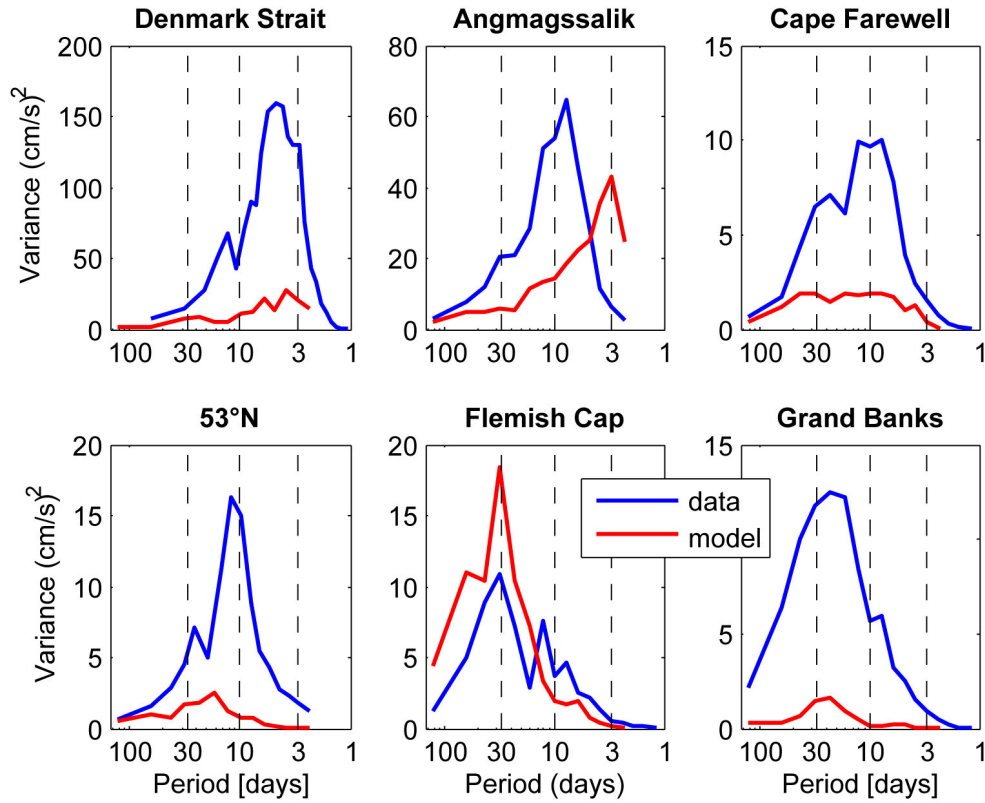 Denmark Strait Angmagssalik Cape Farewell
200 80 15
150 60
10
100 40
5
50 20
0 0 0
100 30 10 3 1 100 30 10 3 1 100 30 10 3 1
Variance (cm/s)2
53°N Flemish Cap Grand Banks
20 20 15
15 15
10
10 10
5
5 5
0 0 0
100 30 10 3 1 100 30 10 3 1 100 30 10 3 1
Variance (cm/s)2
data
model
Period [days] Period (days) Period [days]